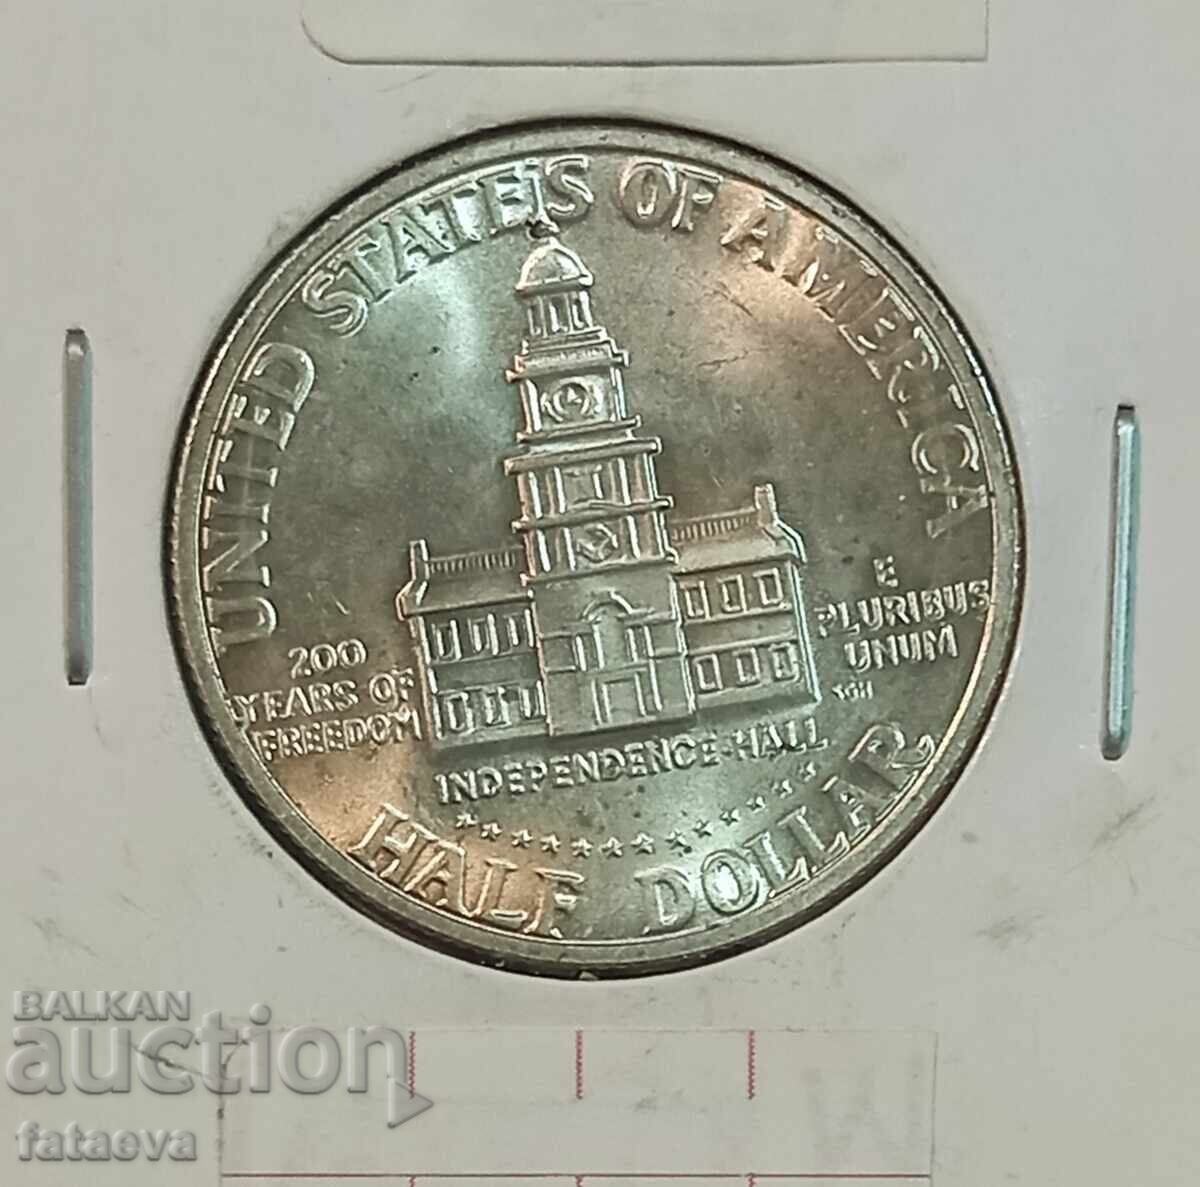 UNITED STATES OF AMERICA
200
YEARS OF
FREEDOM
E
PLURIBUS
UNUM
SGH
INDEPENDENCE·HALL
HALF DOLLAR
BALKAN
auction
fataeva